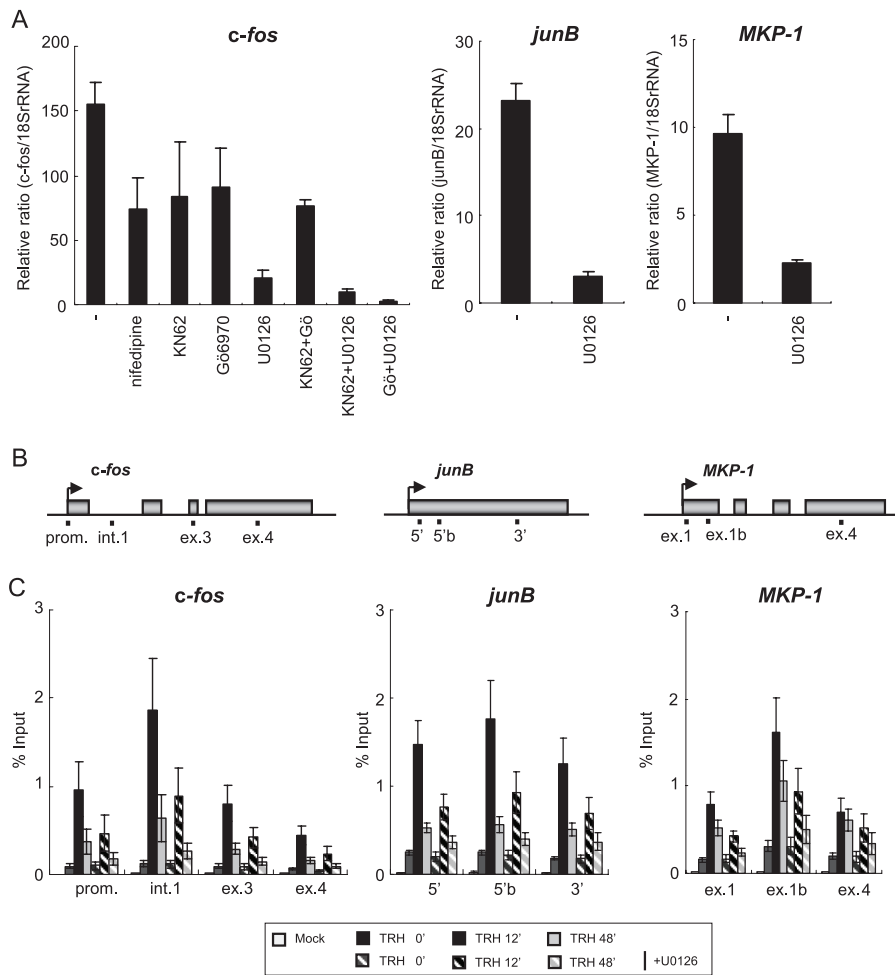 A
c-fos
junB
MKP-1
Relative ratio (c-fos/18SrRNA)
200
150
100
50
0
-
nifedipine
KN62
Gö6970
U0126
KN62+Gö
KN62+U0126
Gö+U0126
Relative ratio (junB/18SrRNA)
30
20
10
0
-
U0126
Relative ratio (MKP-1/18SrRNA)
15
10
5
0
-
U0126
B
c-fos
prom.
int.1
ex.3
ex.4
junB
5'
5'b
3'
MKP-1
ex.1
ex.1b
ex.4
C
c-fos
junB
MKP-1
% Input
3
2
1
0
prom.
int.1
ex.3
ex.4
% Input
3
2
1
0
5'
5'b
3'
% Input
3
2
1
0
ex.1
ex.1b
ex.4
Mock
TRH 0'
TRH 12'
TRH 48'
TRH 0'
TRH 12'
TRH 48'
+U0126